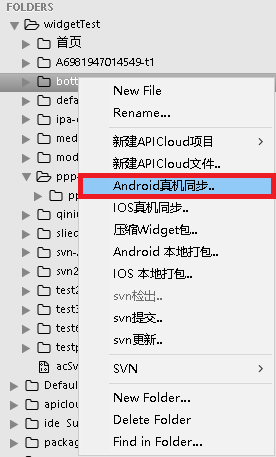 FOLDERS
widgetTest
首页
A6981947014549-t1
bott
New File
defa
Rename...
ipa-
med
新建APICloud项目
mod
新建APICloud文件..
ppp-
Android真机同步..
pp
IOS真机同步..
qiniu
压缩Widget包..
slied
Android 本地打包..
svn-
IOS 本地打包..
svn2
svn检出..
test2
svn提交..
test3
svn更新..
test6
testp
SVN
acSv
New Folder...
Defau
Delete Folder
apiclou
Find in Folder...
ide_Su
packag